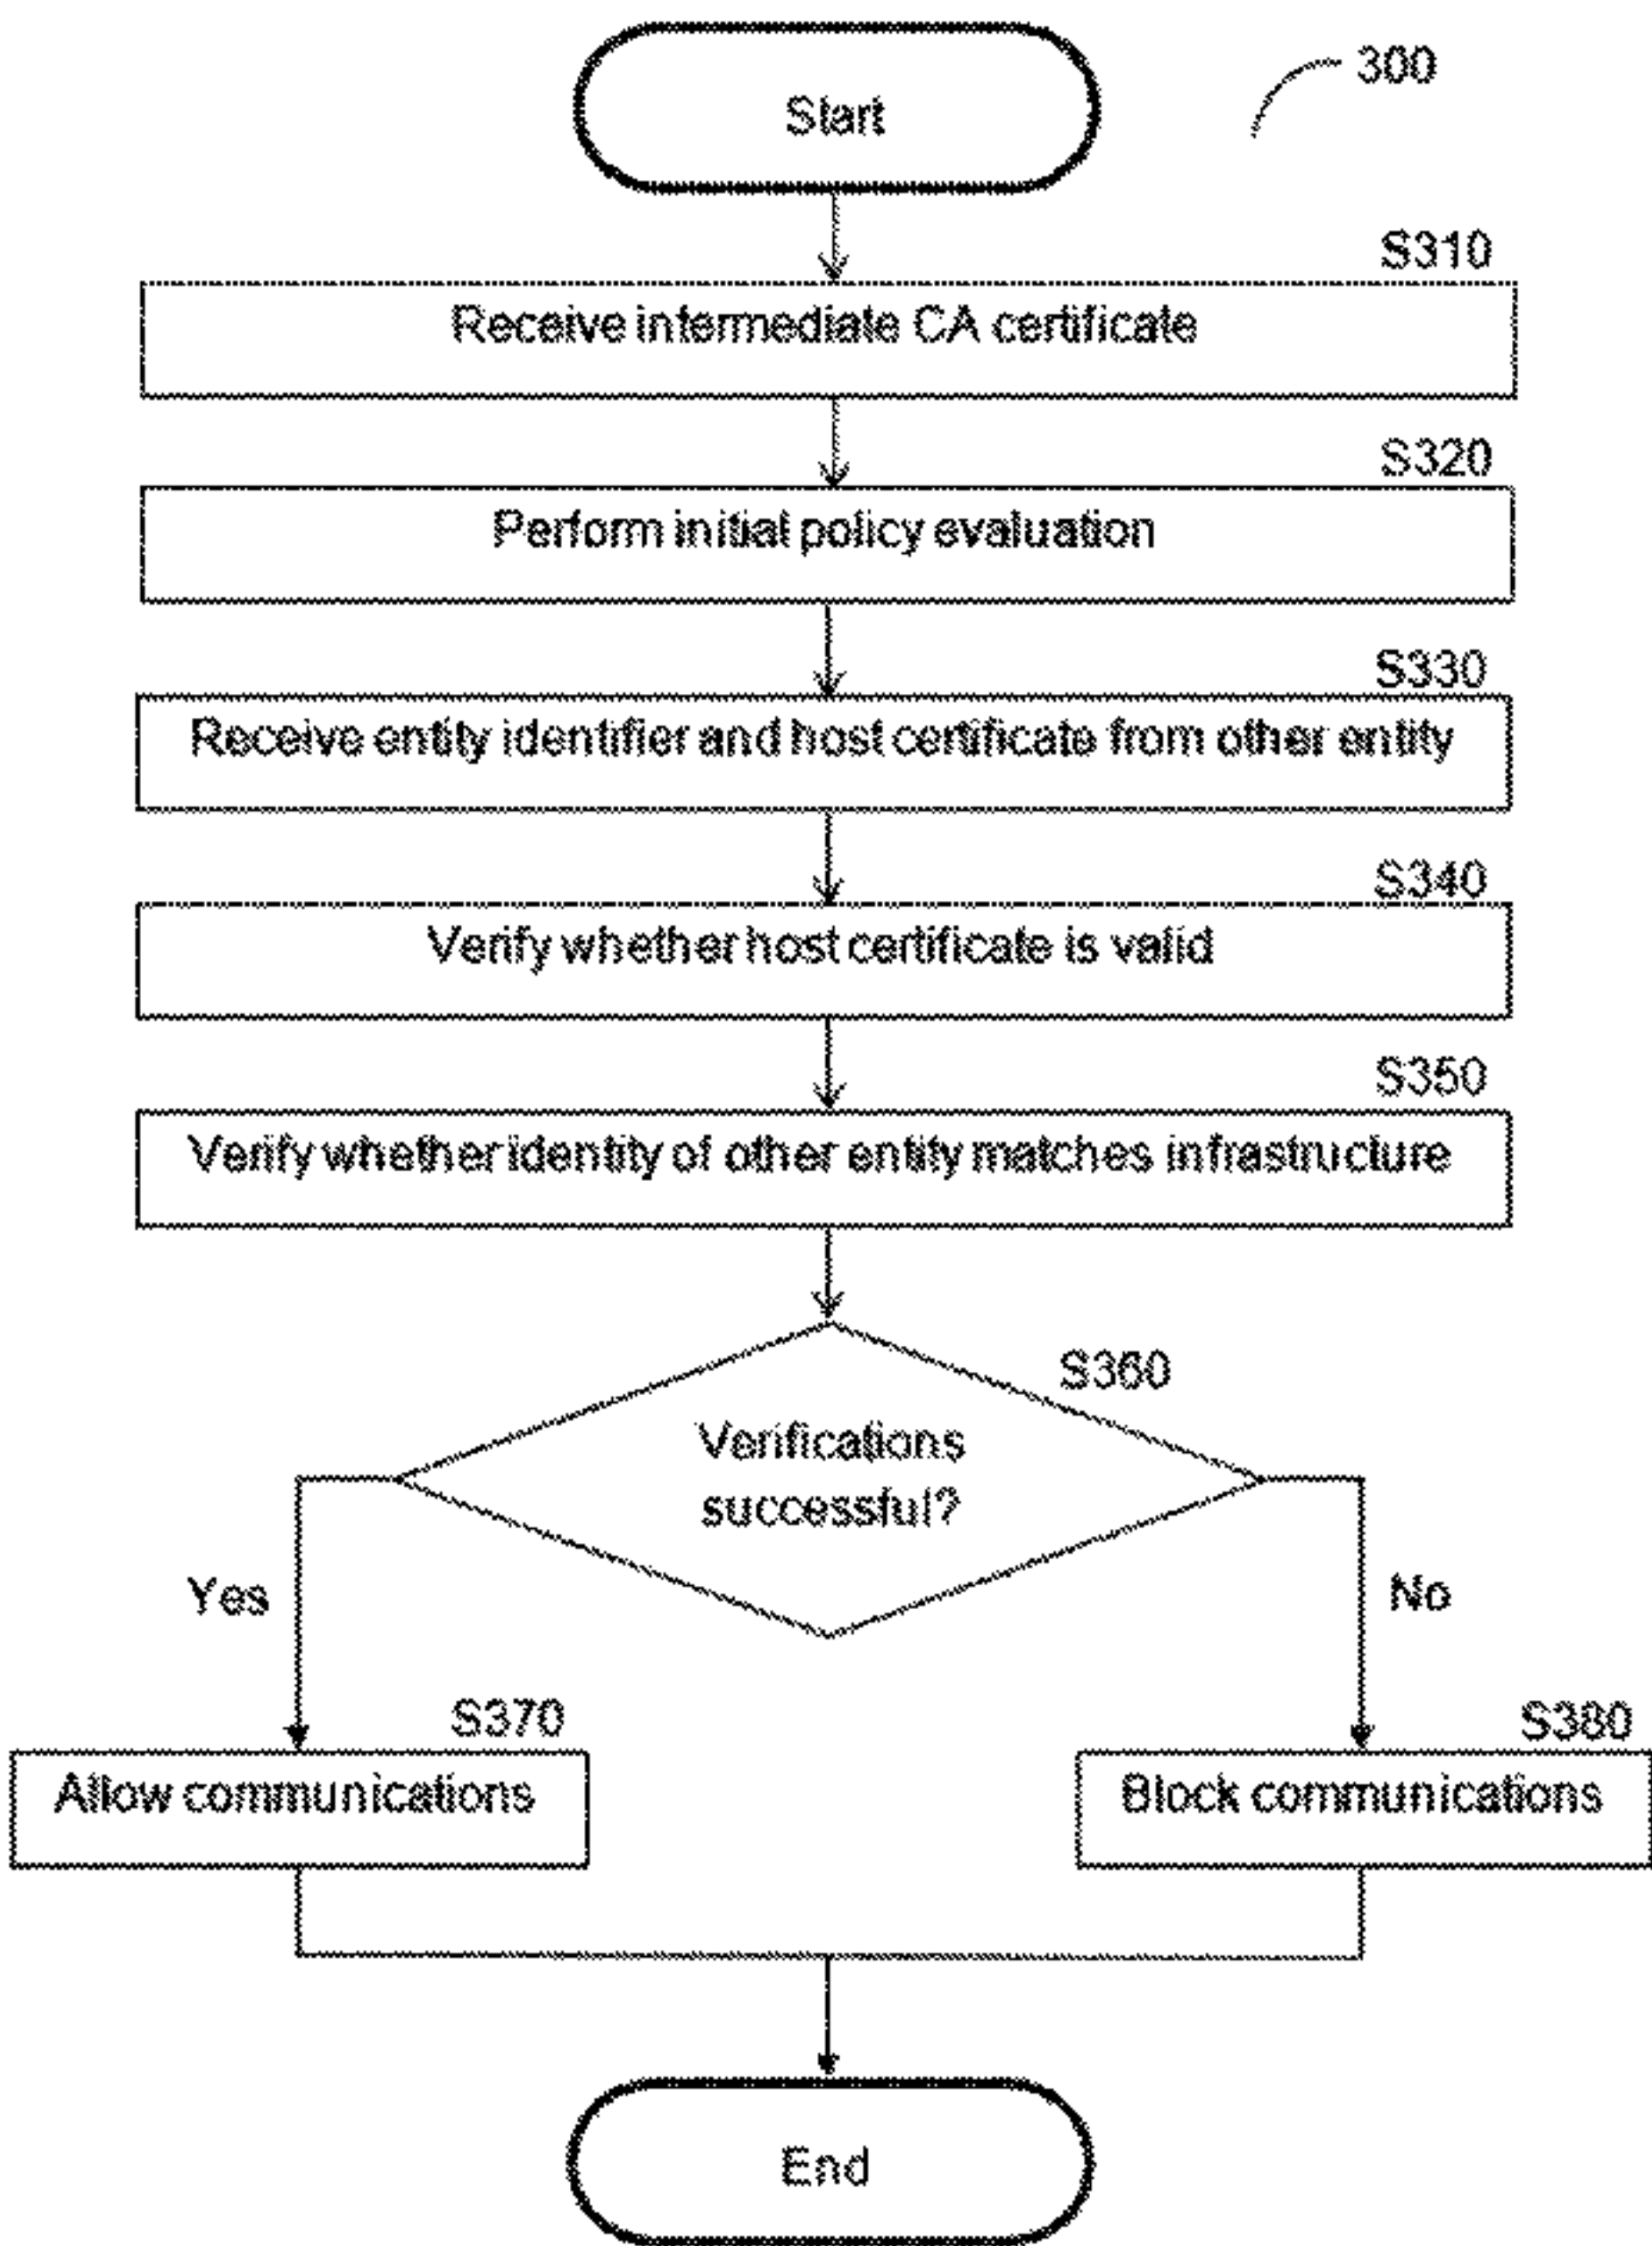 Start
300
S310
Receive intermediate CA certificate
S320
Perform initial policy evaluation
S330
Receive entity identifier and host certificate from other entity
S340
Verify whether host certificate is valid
S350
Verify whether identity of other entity matches infrastructure
S360
Verifications
successful?
Yes
No
S370
Allow communications
S380
Block communications
End